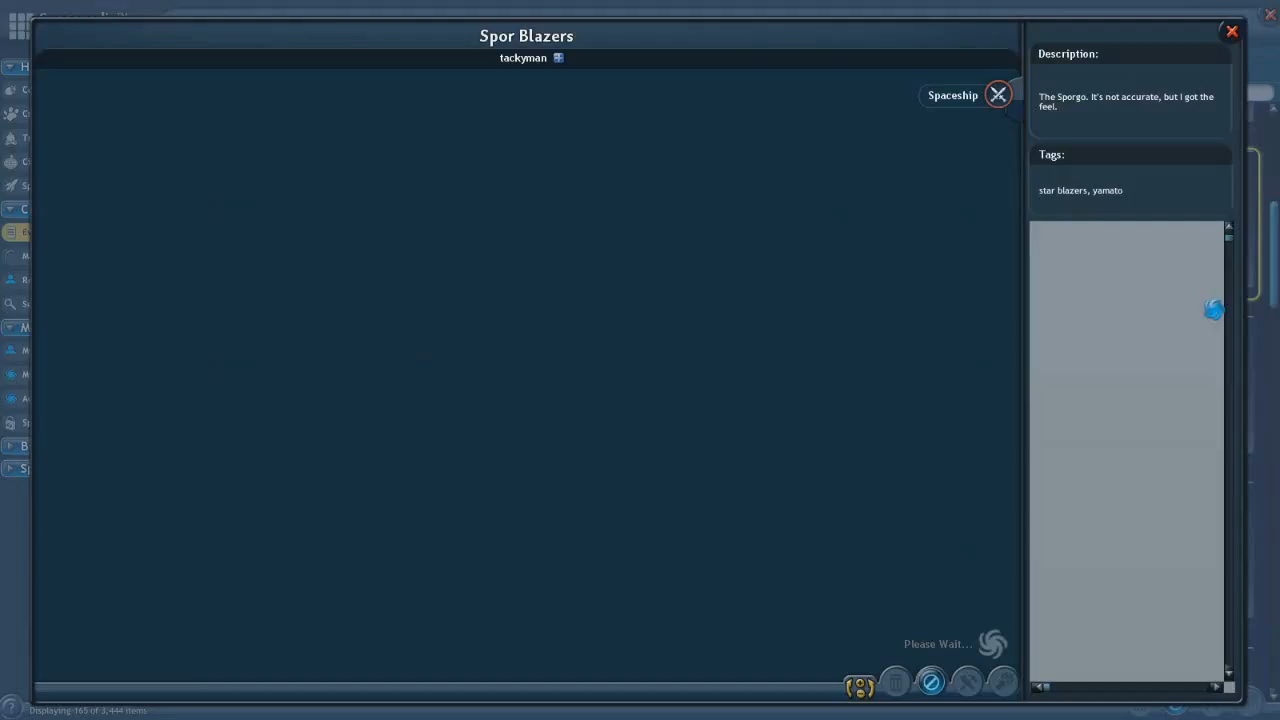 Spor Blazers
tackyman
Spaceship
Description:
The Sporgo. It's not accurate, but I got the
feel.
Tags:
star blazers, yamato
Please Wait...
Displaying 165 of 3,444 items